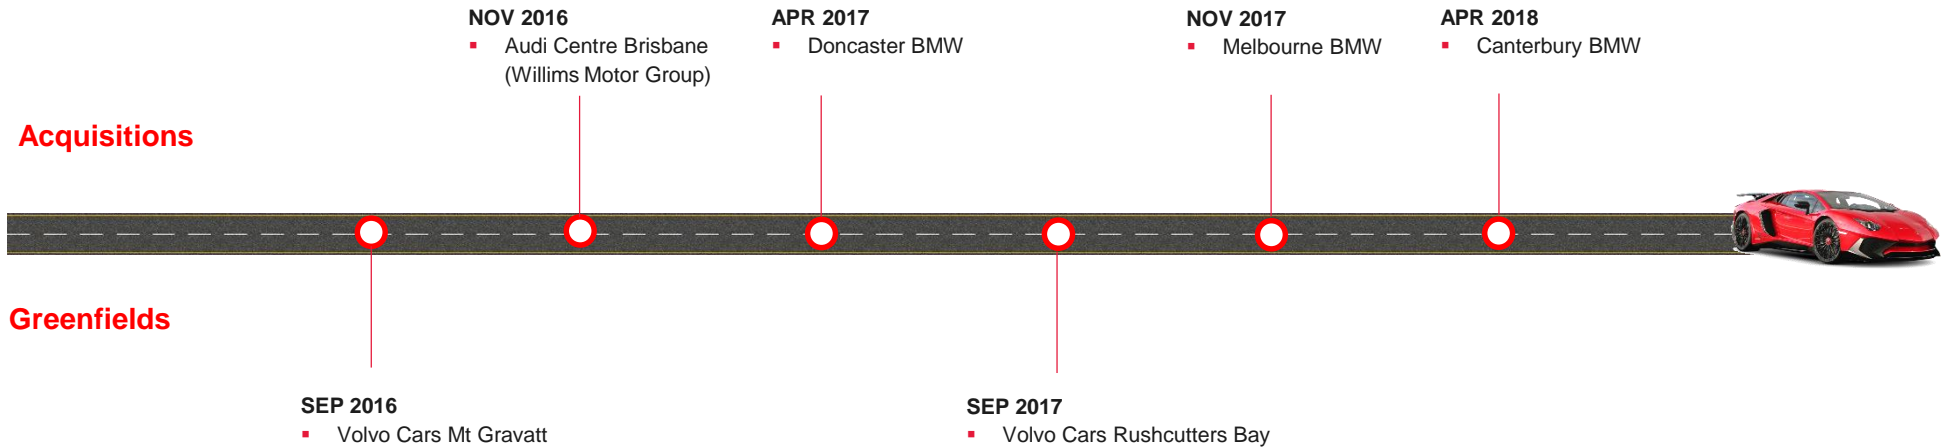 NOV 2016
▪ Audi Centre Brisbane
(Willims Motor Group)
APR 2017
▪ Doncaster BMW
NOV 2017
▪ Melbourne BMW
APR 2018
▪ Canterbury BMW
Acquisitions
Greenfields
SEP 2016
▪ Volvo Cars Mt Gravatt
SEP 2017
▪ Volvo Cars Rushcutters Bay